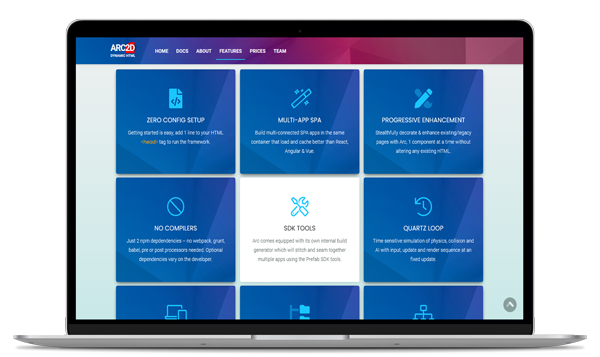 ARC2D
DYNAMIC HTML
HOME DOCS ABOUT FEATURES PRICES TEAM
ZERO CONFIG SETUP
Getting started is easy, add 1 line to your HTML
<head> tag to run the framework.
MULTI-APP SPA
Build multi-connected SPA apps in the same
container that load and cache better than React,
Angular & Vue.
PROGRESSIVE ENHANCEMENT
Stealthfully decorate & enhance existing/legacy
pages with Arc, 1 component at a time without
altering any existing HTML.
NO COMPILERS
Just 2 npm dpendencies – no webpack, grunt,
babel, pre or post processors needed. Optional
dependencies vary on the developer.
SDK TOOLS
Arc comes equipped with its own internal build
generator which will stitch and seam together
multiple apps using the Prefab SDK tools.
QUARTZ LOOP
Time sensitive simulation of physics, collision and
AI with input, update and render sequence at an
fixed update.